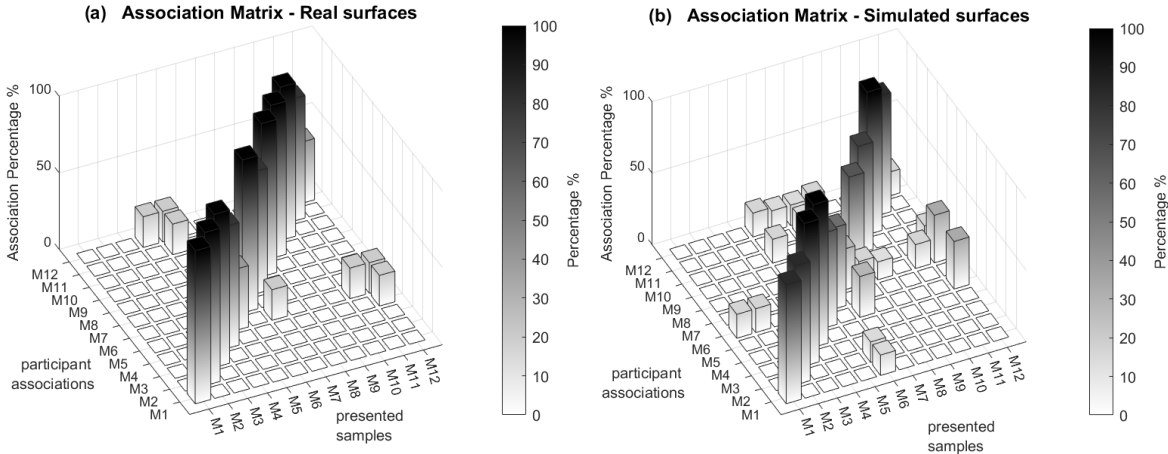 (a) Association Matrix - Real surfaces
Association Percentage %
100
50
0
M12
M11
M10
M9
M8
M7
M6
M5
M4
M3
M2
M1
participant
associations
M1
M2
M3
M4
M5
M6
M7
M8
M9
M10
M11
M12
presented
samples
100
90
80
70
60
50
40
30
20
10
0
Percentage %
(b) Association Matrix - Simulated surfaces
Association Percentage %
100
50
0
M12
M11
M10
M9
M8
M7
M6
M5
M4
M3
M2
M1
participant
associations
M1
M2
M3
M4
M5
M6
M7
M8
M9
M10
M11
M12
presented
samples
100
90
80
70
60
50
40
30
20
10
0
Percentage %